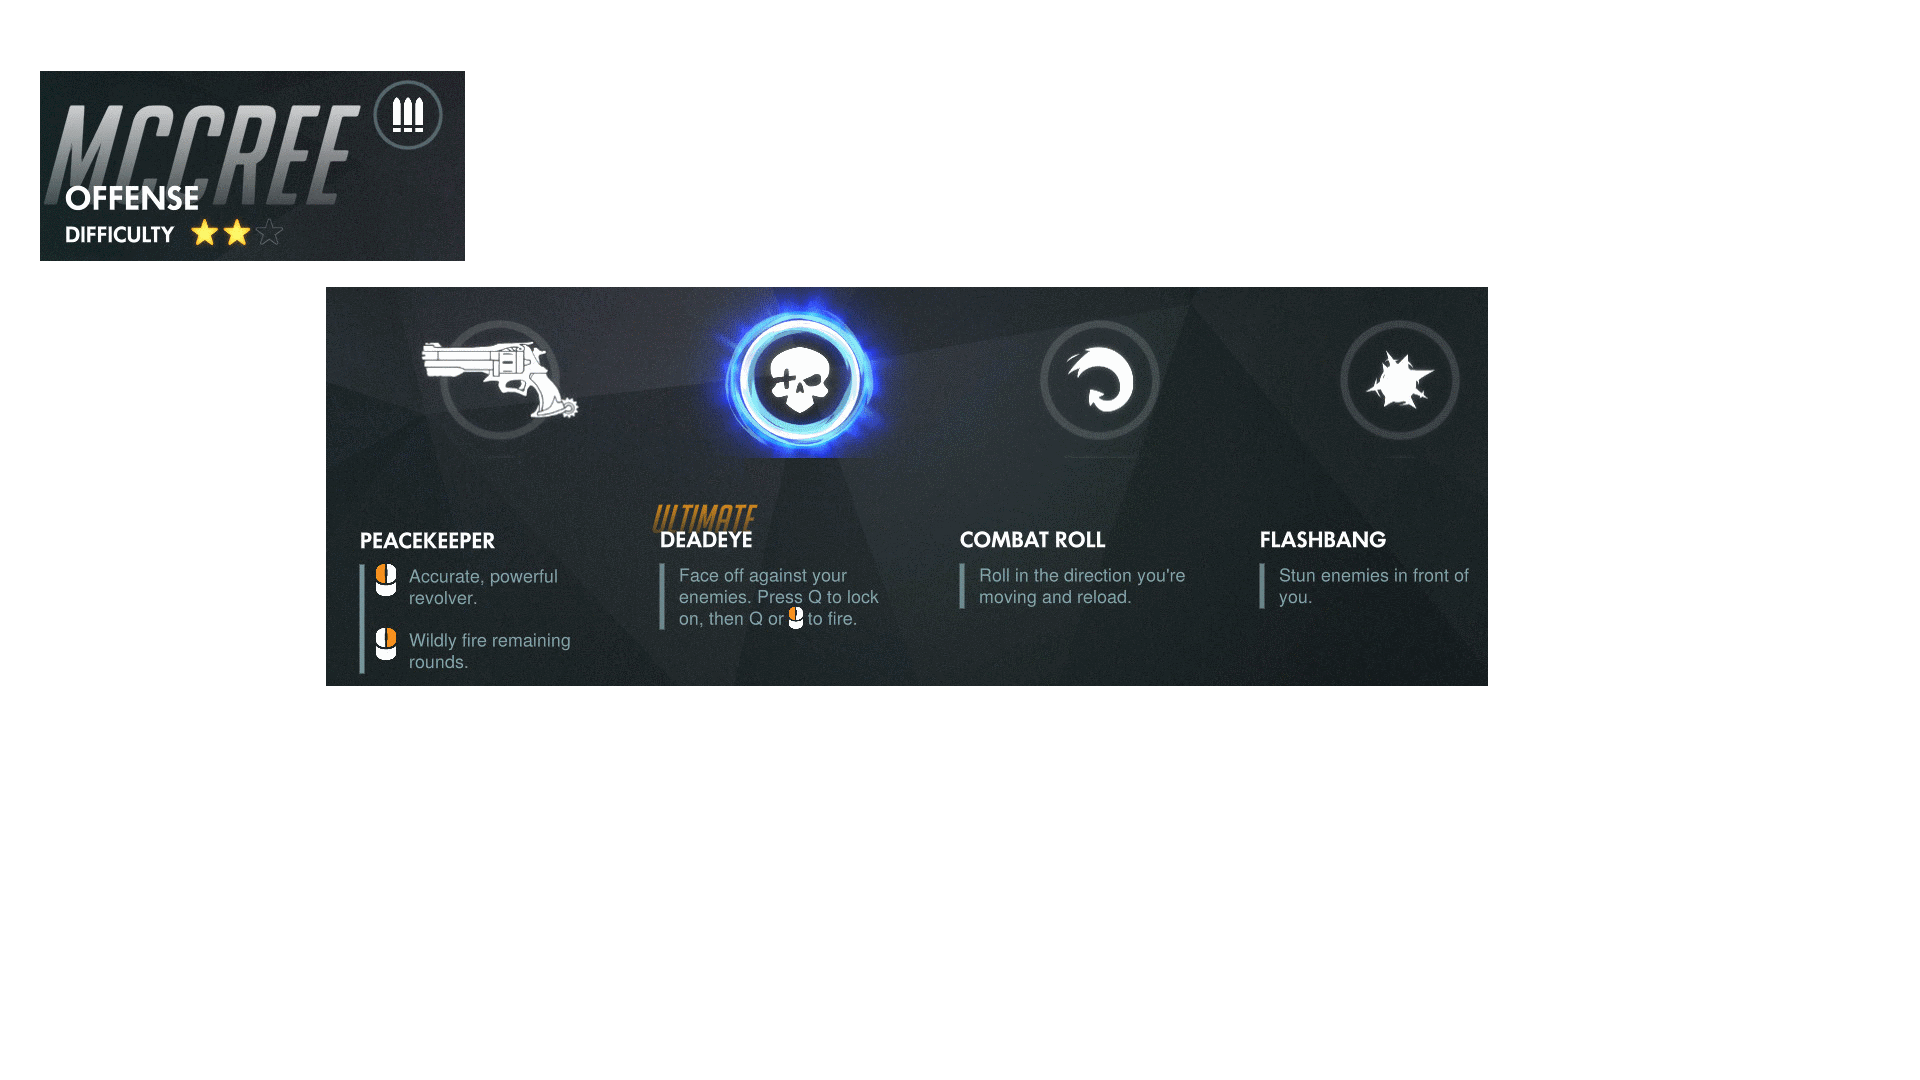 MCCREE
OFFENSE
DIFFICULTY
PEACEKEEPER
Accurate, powerful
revolver.
Wildly fire remaining
rounds.
ULTIMATE
DEADEYE
Face off against your
enemies. Press Q to lock
on, then Q or to fire.
COMBAT ROLL
Roll in the direction you're
moving and reload.
FLASHBANG
Stun enemies in front of
you.